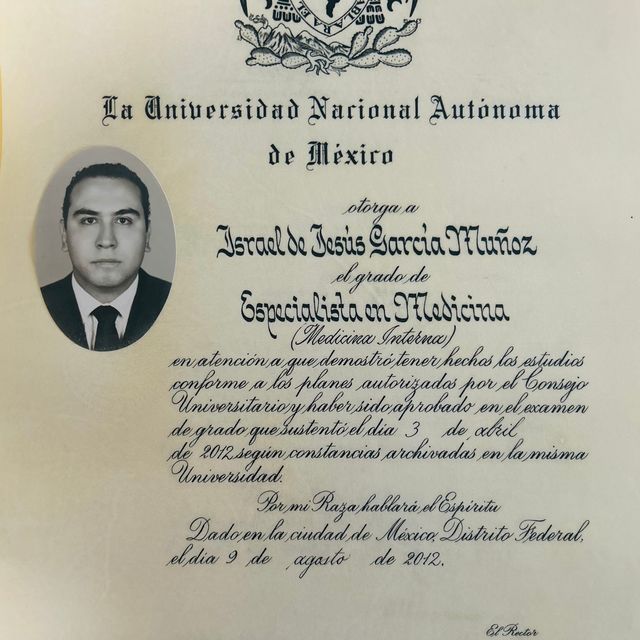 La Universidad Nacional Autónoma
de México
otorga a
Israel de Jesús García Muñoz
el grado de
Especialista en Medicina
(Medicina Interna)
en atención a que demostró tener hechos los estudios
conforme a los planes autorizados por el Consejo
Universitario y haber sido aprobado en el examen
de grado que sustentó el día 3 de abril
de 2012 según constancias archivadas en la misma
Universidad.
Por mi Raza hablará el Espíritu
Dado en la ciudad de México, Distrito Federal,
el día 9 de agosto de 2012.
El Rector